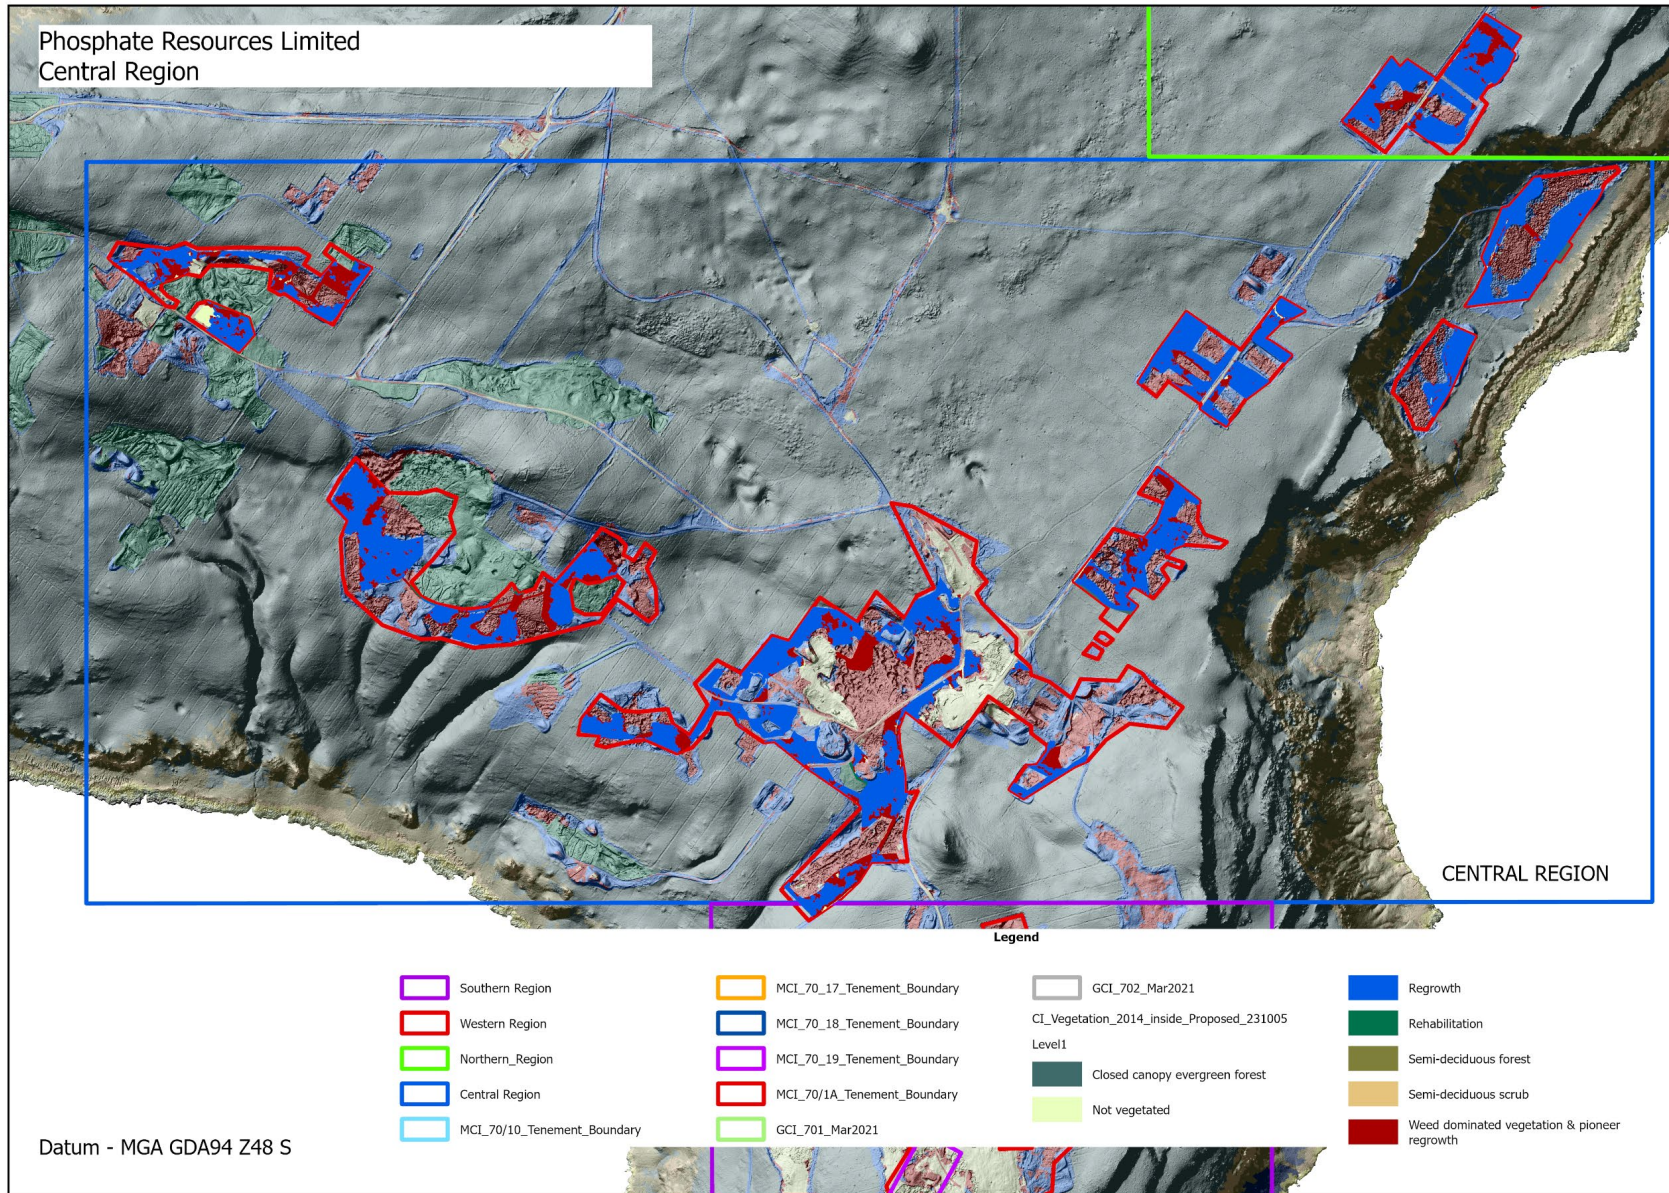 Phosphate Resources Limited
Central Region
CENTRAL REGION
Legend
Southern Region
Western Region
Northern_Region
Central Region
MCI_70/10_Tenement_Boundary
MCI_70_17_Tenement_Boundary
MCI_70_18_Tenement_Boundary
MCI_70_19_Tenement_Boundary
MCI_70/1A_Tenement_Boundary
GCI_701_Mar2021
GCI_702_Mar2021
CI_Vegetation_2014_inside_Proposed_231005
Level1
Closed canopy evergreen forest
Not vegetated
Regrowth
Rehabilitation
Semi-deciduous forest
Semi-deciduous scrub
Weed dominated vegetation & pioneer
regrowth
Datum - MGA GDA94 Z48 S